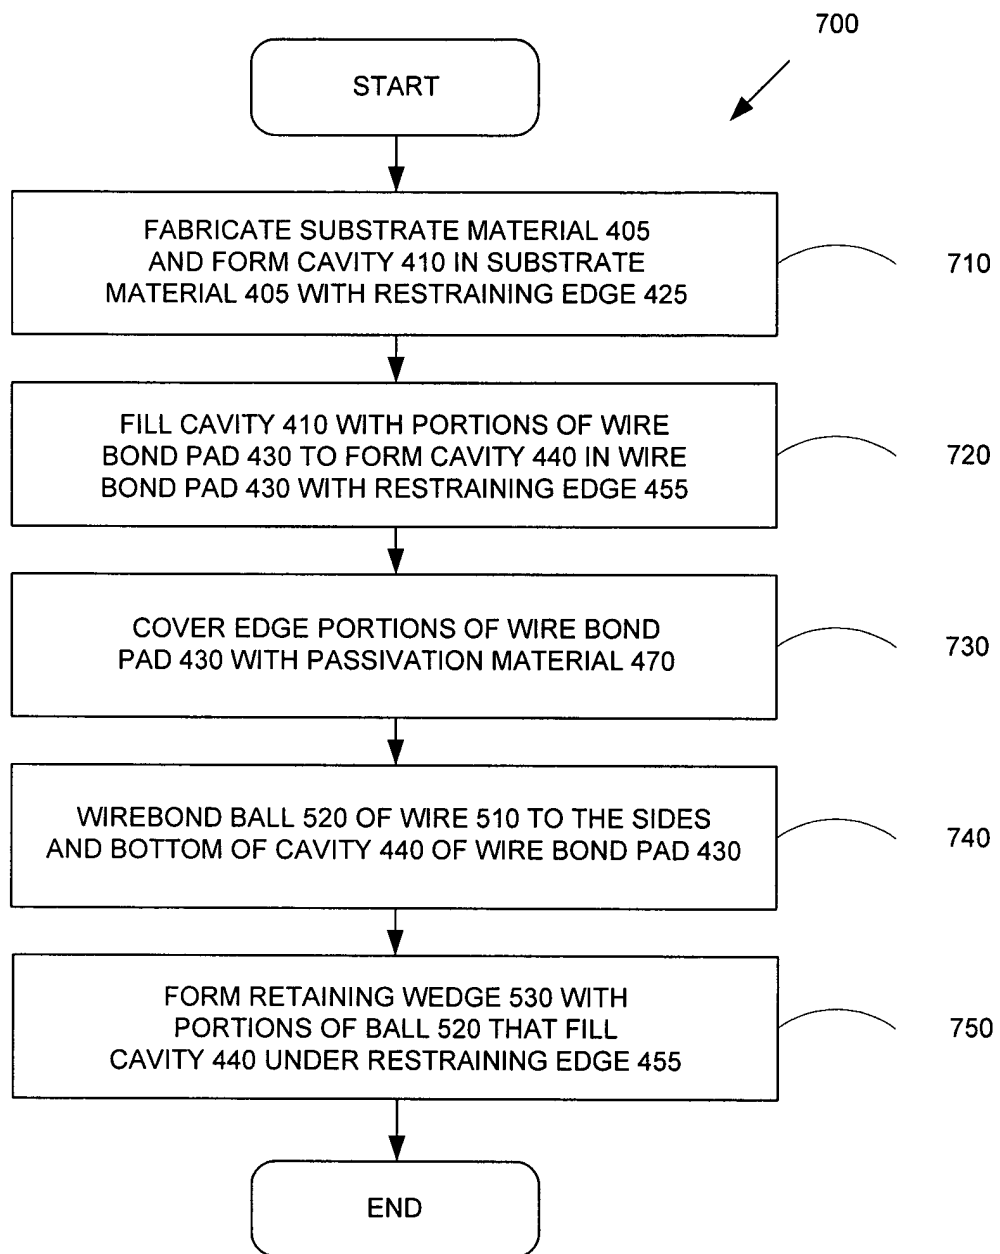 700
START
FABRICATE SUBSTRATE MATERIAL 405
AND FORM CAVITY 410 IN SUBSTRATE
MATERIAL 405 WITH RESTRAINING EDGE 425
710
FILL CAVITY 410 WITH PORTIONS OF WIRE
BOND PAD 430 TO FORM CAVITY 440 IN WIRE
BOND PAD 430 WITH RESTRAINING EDGE 455
720
COVER EDGE PORTIONS OF WIRE BOND
PAD 430 WITH PASSIVATION MATERIAL 470
730
WIREBOND BALL 520 OF WIRE 510 TO THE SIDES
AND BOTTOM OF CAVITY 440 OF WIRE BOND PAD 430
740
FORM RETAINING WEDGE 530 WITH
PORTIONS OF BALL 520 THAT FILL
CAVITY 440 UNDER RESTRAINING EDGE 455
750
END